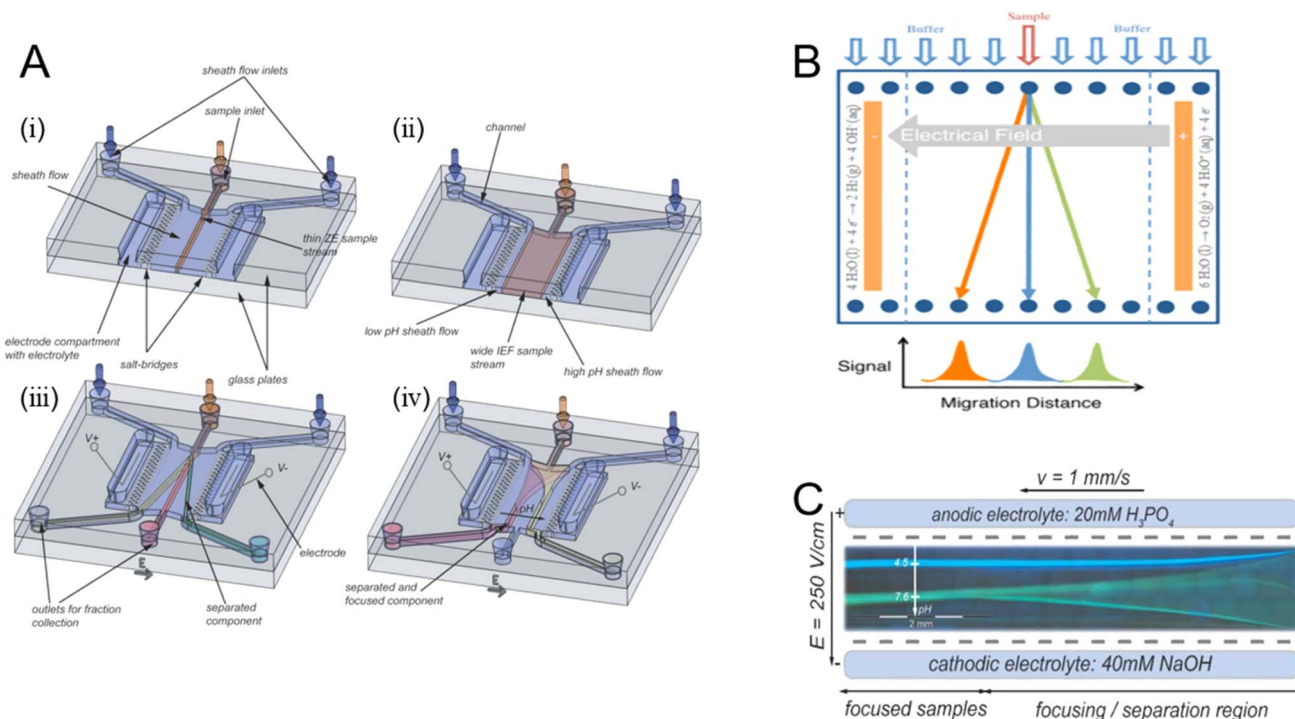 A
(i)
sheath flow inlets
sample inlet
sheath flow
thin ZE sample
stream
electrode compartment
with electrolyte
salt-bridges
glass plates
(ii)
channel
low pH sheath flow
wide IEF sample
stream
high pH sheath flow
(iii)
V+
V-
electrode
E
outlets for fraction
collection
separated
component
(iv)
V+
V-
pH
E
separated and
focused component
B
Buffer
Sample
Buffer
-
Electrical Field
+
4 H₂O (l) + 4 e⁻ → 2 H₂ (g) + 4 OH⁻ (aq)
6 H₂O (l) → O₂ (g) + 4 H₃O⁺ (aq) + 4 e⁻
Signal
Migration Distance
C
v = 1 mm/s
+
anodic electrolyte: 20mM H₃PO₄
E = 250 V/cm
4.5
7.6
pH
2 mm
-
cathodic electrolyte: 40mM NaOH
focused samples
focusing / separation region